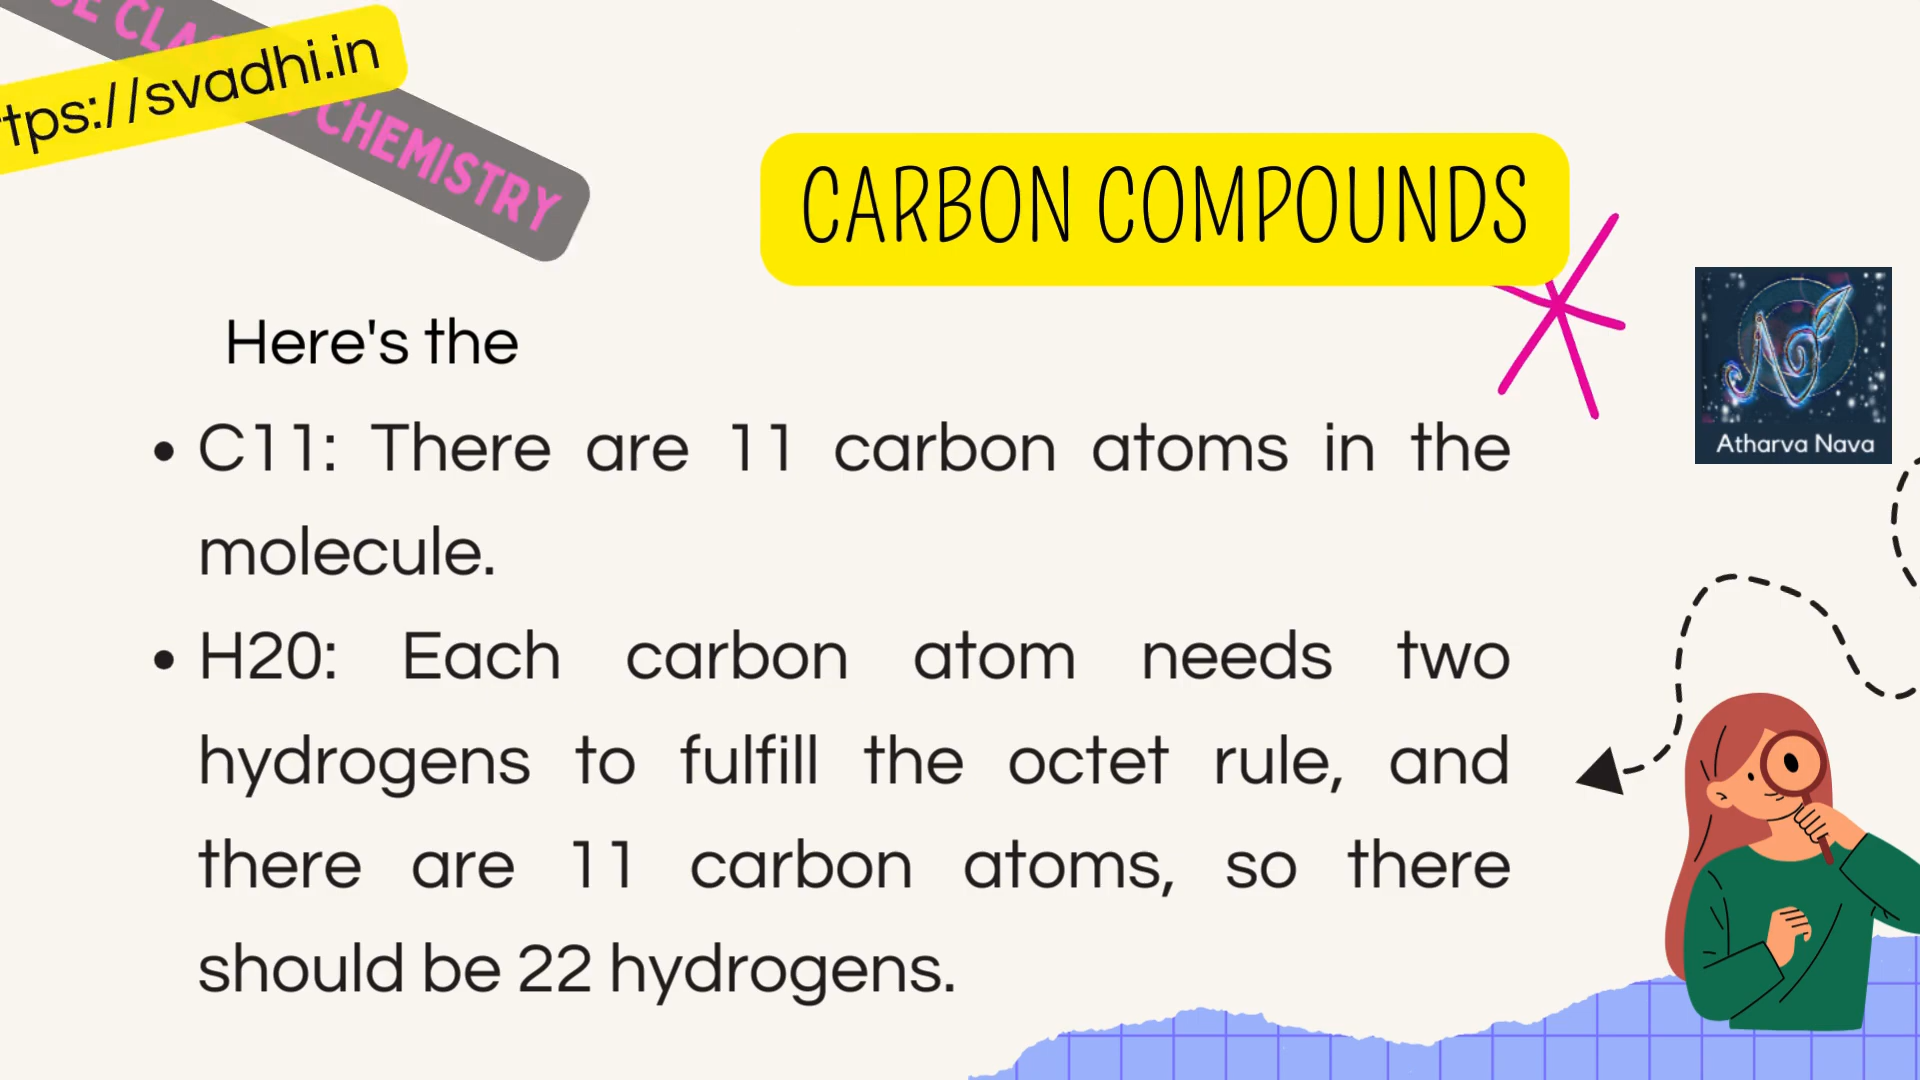 CHEMISTRY
tps://svadhi.in
CARBON COMPOUNDS
Atharva Nava
Here's the
• C11: There are 11 carbon atoms in the
molecule.
• H20: Each carbon atom needs two
hydrogens to fulfill the octet rule, and
there are 11 carbon atoms, so there
should be 22 hydrogens.